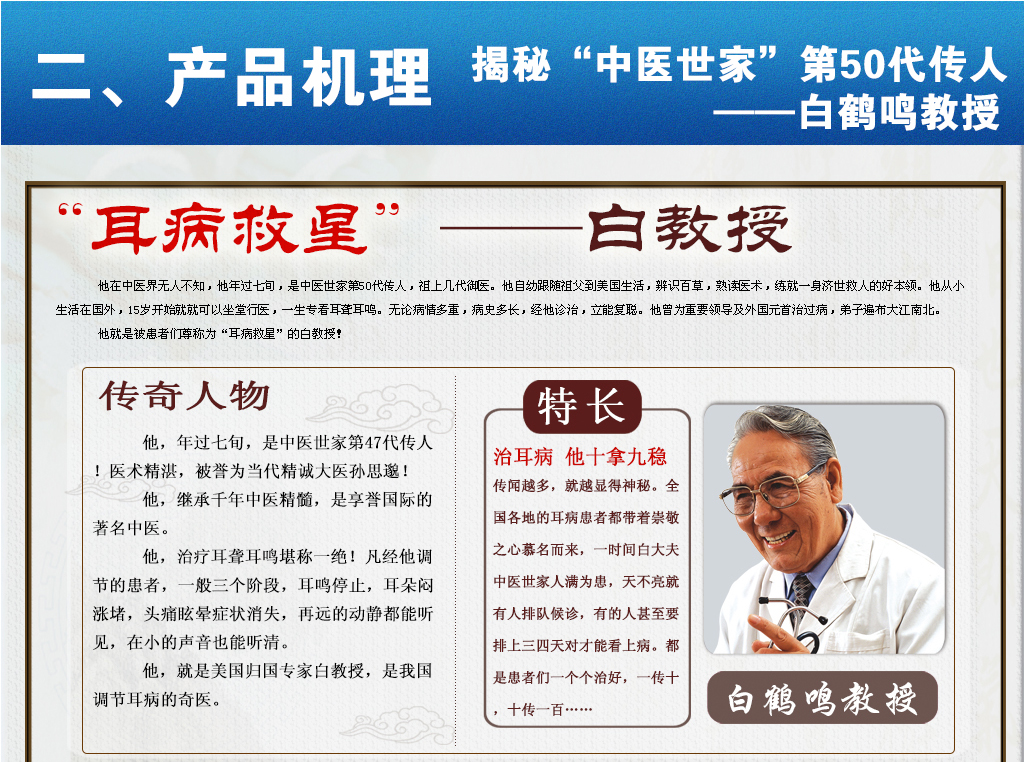 二、产品机理
揭秘“中医世家”第50代传人
——白鹤鸣教授
“耳病救星”——白教授
他在中医界无人不知，他年过七旬，是中医世家第50代传人，祖上几代御医。他自幼跟随祖父到美国生活，辨识百草，熟读医术，练就一身济世救人的好本领。他从小
生活在国外，15岁开始就就可以坐堂行医，一生专看耳聋耳鸣。无论病情多重，病史多长，经他诊治，立能复聪。他曾为重要领导及外国元首治过病，弟子遍布大江南北。
他就是被患者们尊称为“耳病救星”的白教授！
传奇人物
他，年过七旬，是中医世家第47代传人
！医术精湛，被誉为当代精诚大医孙思邈！
他，继承千年中医精髓，是享誉国际的
著名中医。
他，治疗耳聋耳鸣堪称一绝！凡经他调
节的患者，一般三个阶段，耳鸣停止，耳朵闷
涨堵，头痛眩晕症状消失，再远的动静都能听
见，在小的声音也能听清。
他，就是美国归国专家白教授，是我国
调节耳病的奇医。
特长
治耳病 他十拿九稳
传闻越多，就越显得神秘。全
国各地的耳病患者都带着崇敬
之心慕名而来，一时间白大夫
中医世家人满为患，天不亮就
有人排队候诊，有的人甚至要
排上三四天对才能看上病。都
是患者们一个个治好，一传十
，十传一百……
白鹤鸣教授